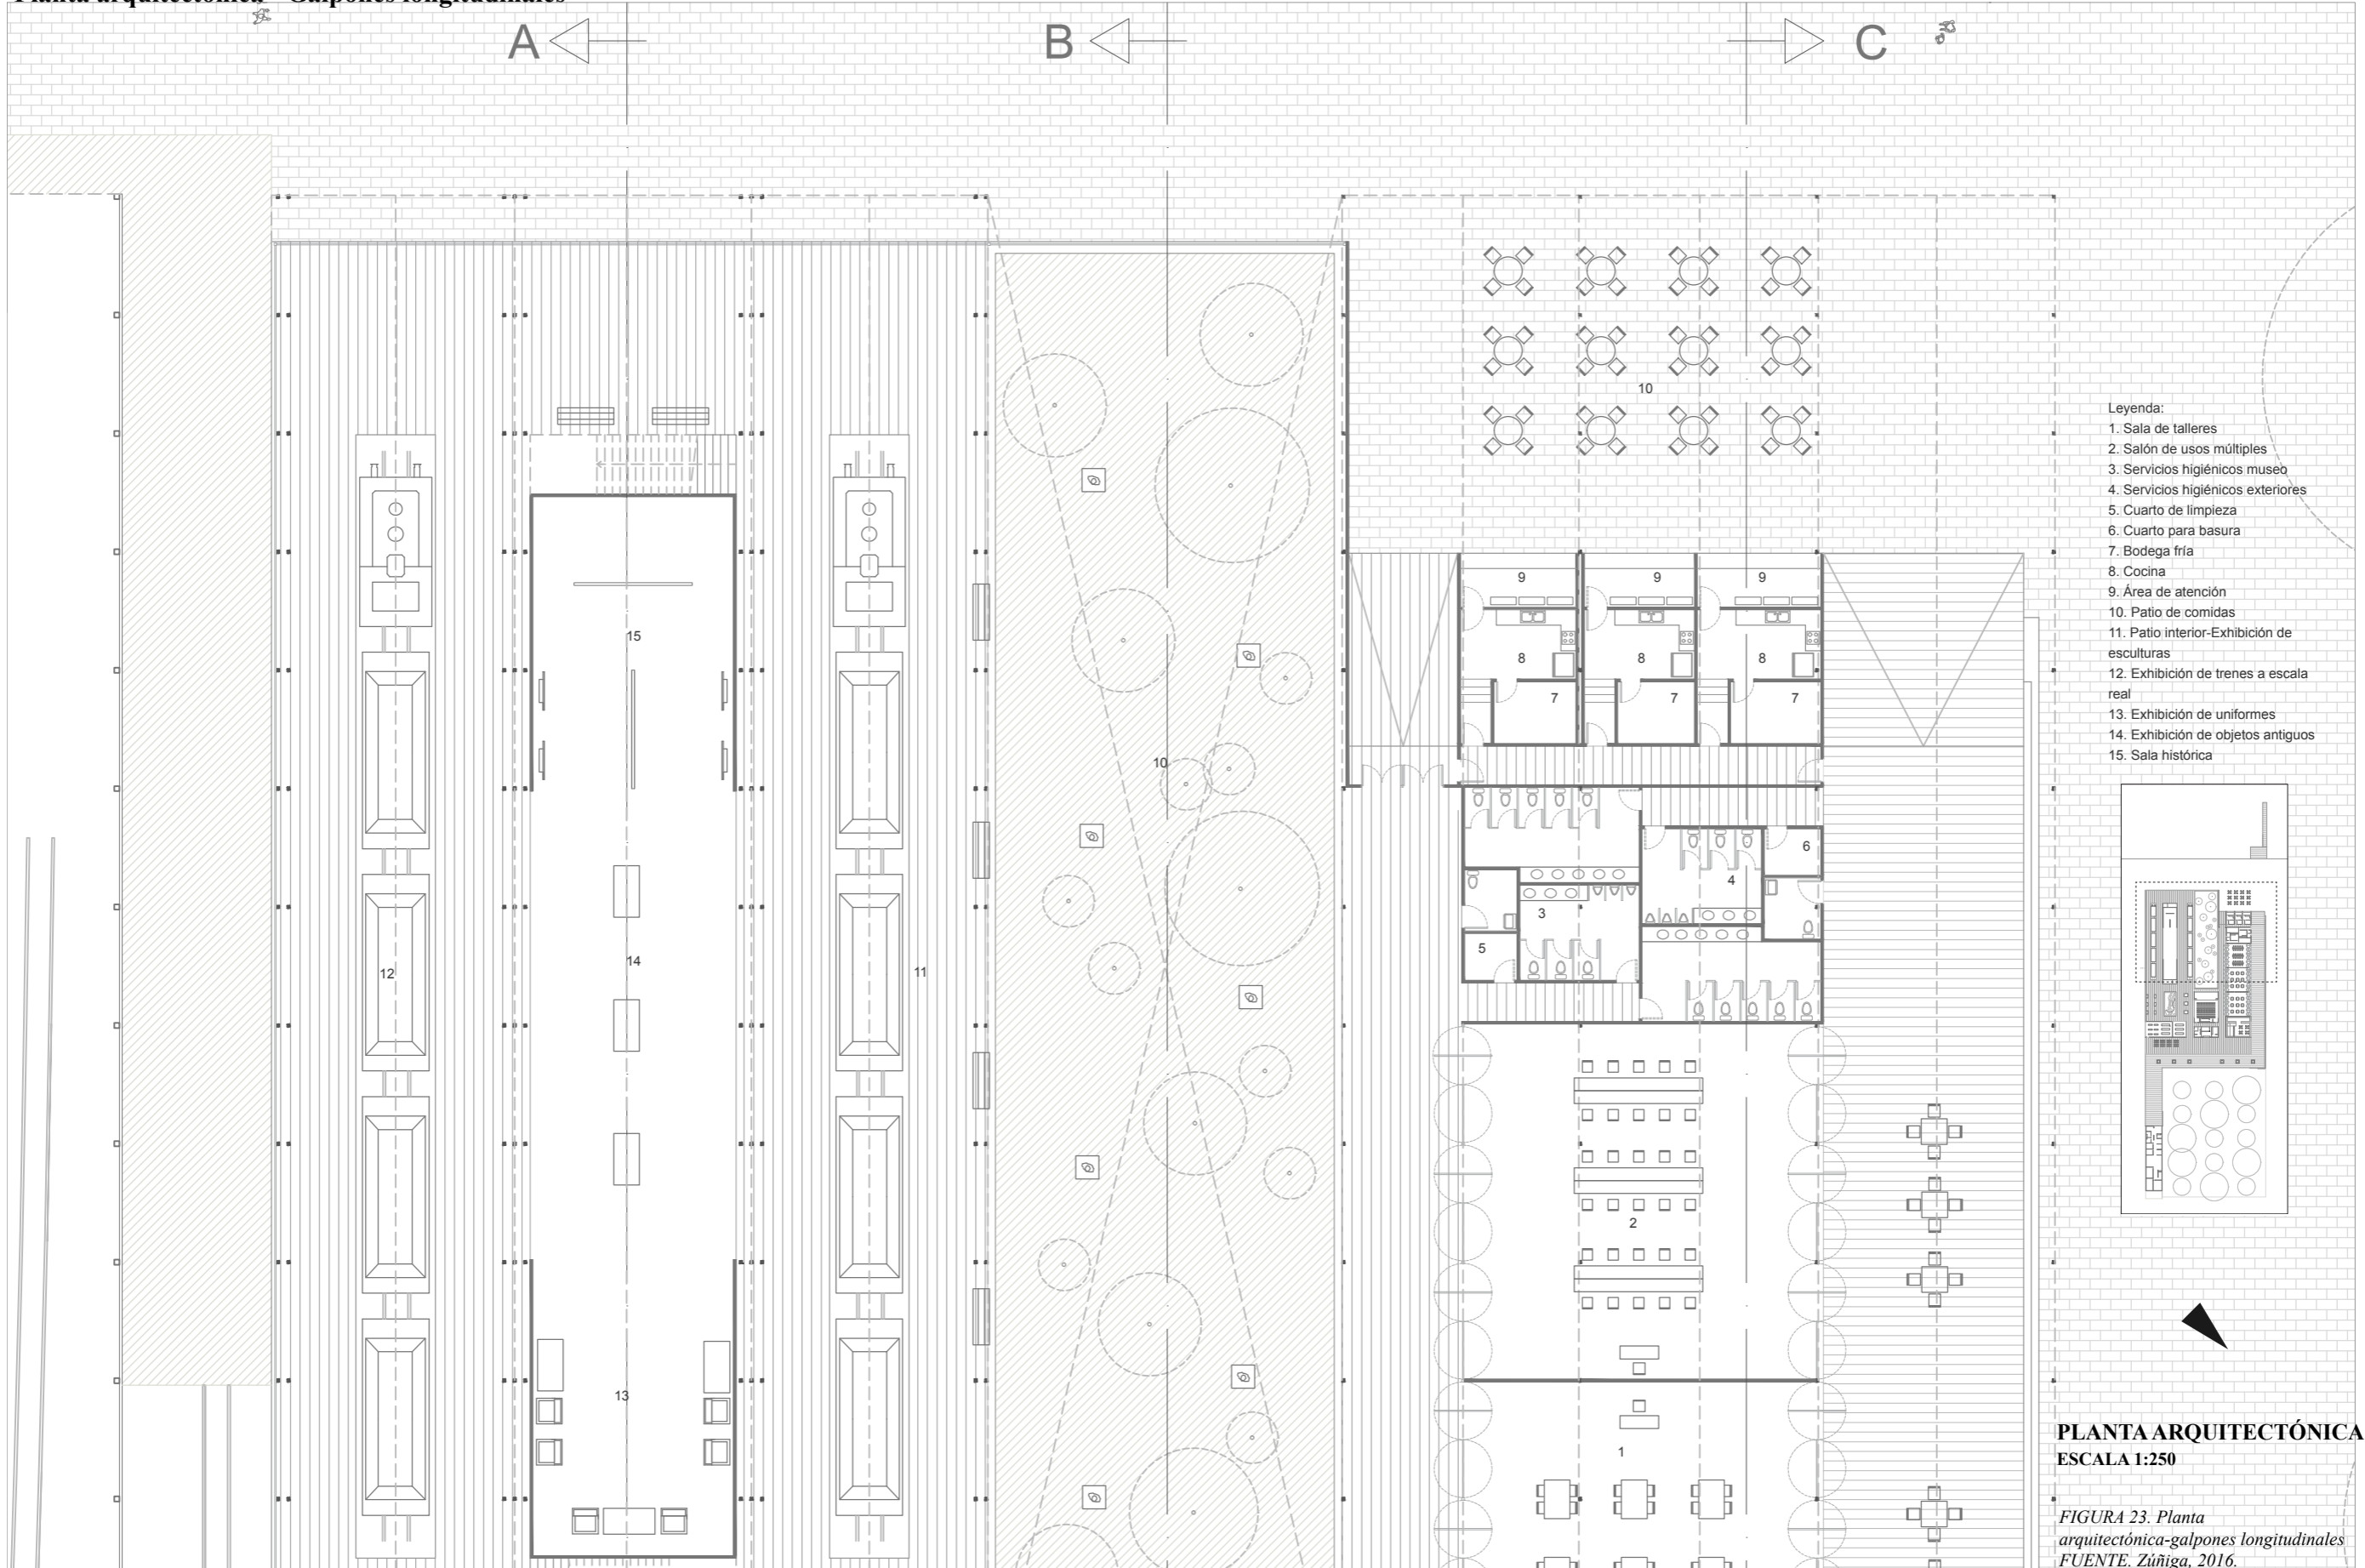 Planta arquitectónica – Galpones longitudinales
A
B
C
10
9 9 9
15
8 8 8
7 7 7
10
6
4
3
5
12
14
11
2
13
1
Leyenda:
1. Sala de talleres
2. Salón de usos múltiples
3. Servicios higiénicos museo
4. Servicios higiénicos exteriores
5. Cuarto de limpieza
6. Cuarto para basura
7. Bodega fría
8. Cocina
9. Área de atención
10. Patio de comidas
11. Patio interior-Exhibición de
esculturas
12. Exhibición de trenes a escala
real
13. Exhibición de uniformes
14. Exhibición de objetos antiguos
15. Sala histórica
PLANTA ARQUITECTÓNICA
ESCALA 1:250
FIGURA 23. Planta
arquitectónica-galpones longitudinales
FUENTE. Zúñiga, 2016.